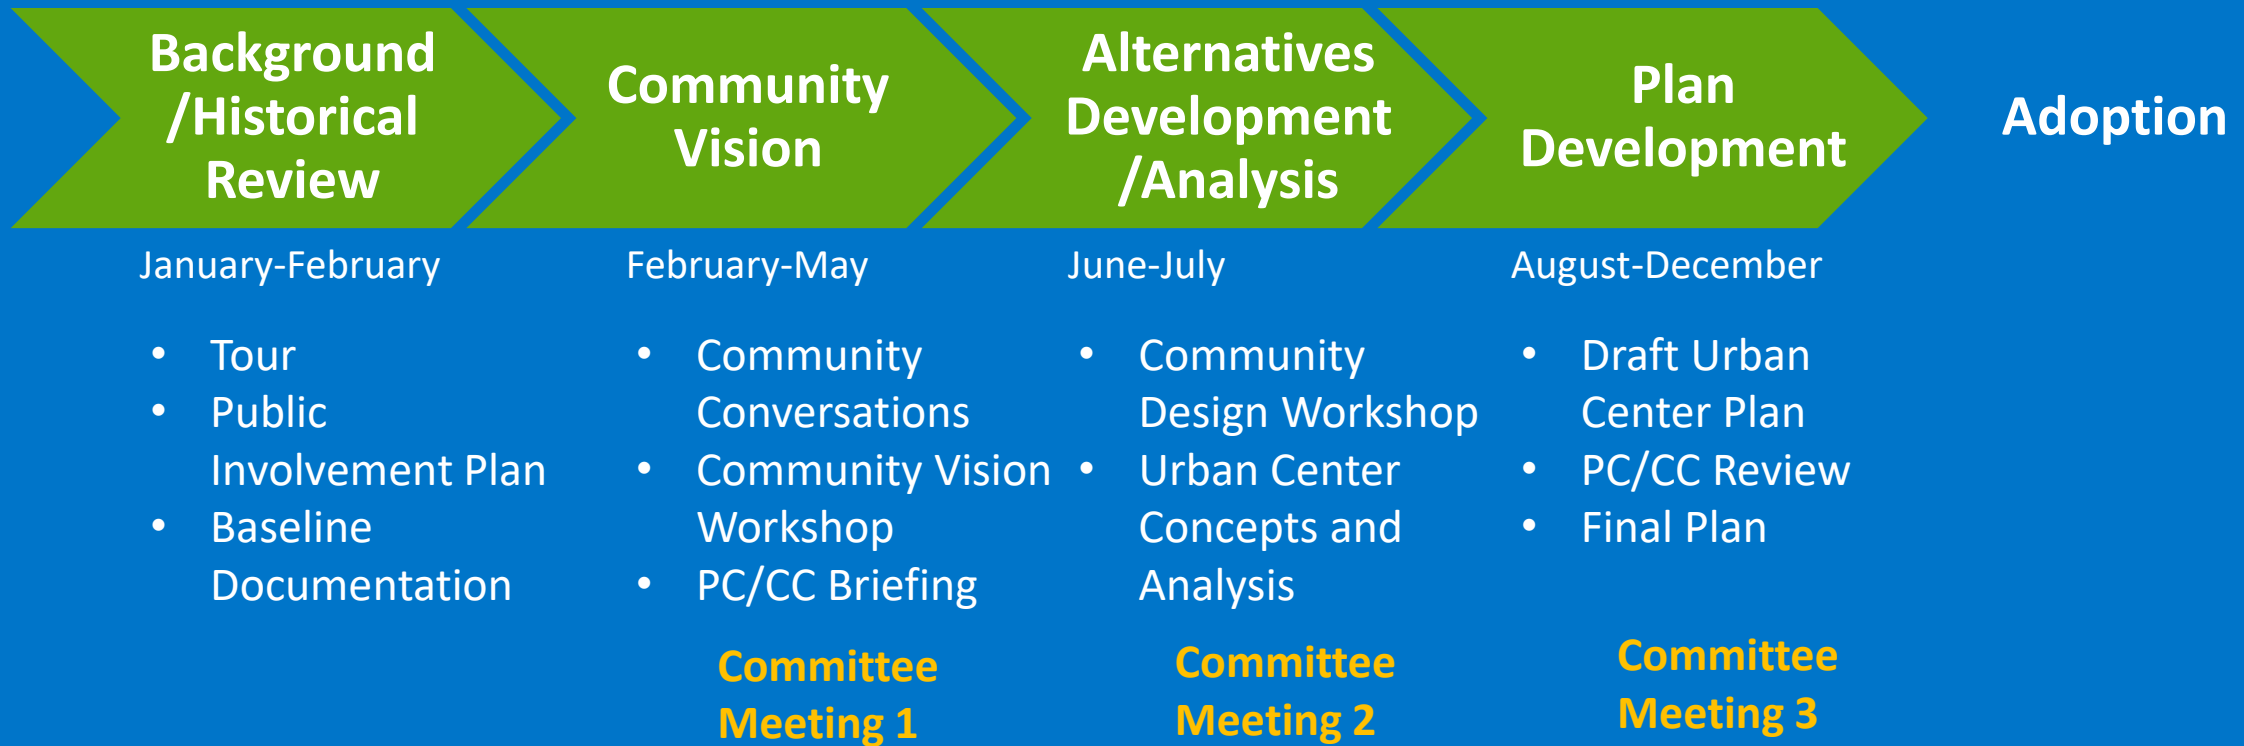 Background
/Historical
Review
Community
Vision
Alternatives
Development
/Analysis
Plan
Development
Adoption
January-February
February-May
June-July
August-December
• Tour
• Public
Involvement Plan
• Baseline
Documentation
• Community
Conversations
• Community Vision
Workshop
• PC/CC Briefing
• Community
Design Workshop
• Urban Center
Concepts and
Analysis
• Draft Urban
Center Plan
• PC/CC Review
• Final Plan
Committee
Meeting 1
Committee
Meeting 2
Committee
Meeting 3